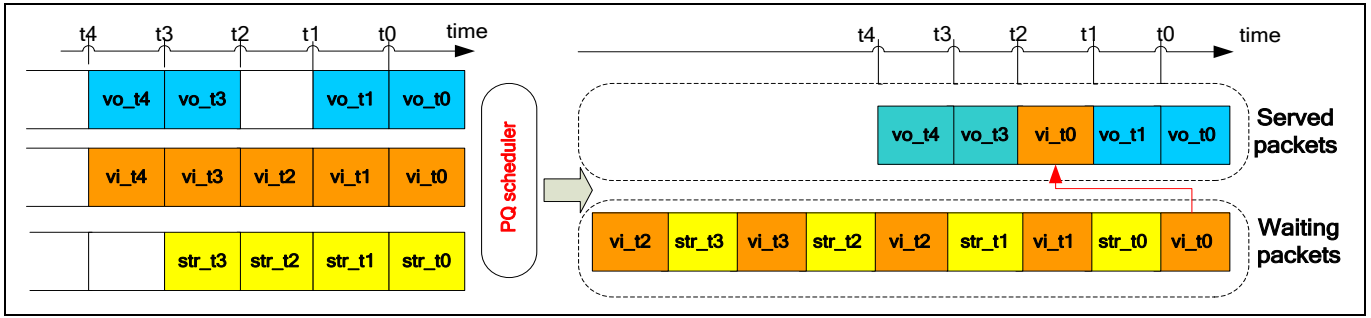 t4 t3 t2 t1 t0 time
vo_t4 vo_t3 vo_t1 vo_t0
vi_t4 vi_t3 vi_t2 vi_t1 vi_t0
str_t3 str_t2 str_t1 str_t0
PQ scheduler
t4 t3 t2 t1 t0 time
vo_t4 vo_t3 vi_t0 vo_t1 vo_t0
Served
packets
vi_t2 str_t3 vi_t3 str_t2 vi_t2 str_t1 vi_t1 str_t0 vi_t0
Waiting
packets